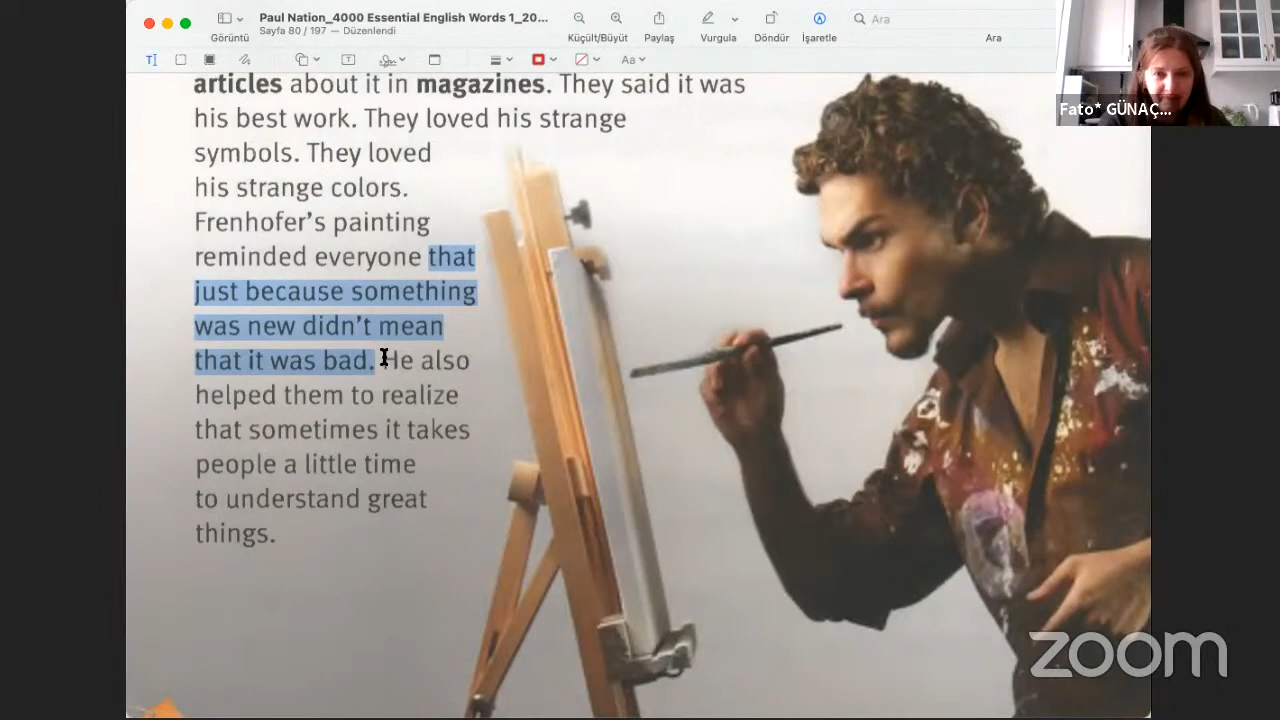 Paul Nation_4000 Essential English Words 1_20...
Sayfa 80 / 197 — Düzenlendi
Görüntü
Küçült/Büyüt
Paylaş
Vurgula
Döndür
İşaretle
Ara
Ara
Aa
Fato* GÜNAÇ...
articles about it in magazines. They said it was
his best work. They loved his strange
symbols. They loved
his strange colors.
Frenhofer’s painting
reminded everyone that
just because something
was new didn’t mean
that it was bad. He also
helped them to realize
that sometimes it takes
people a little time
to understand great
things.
zoom